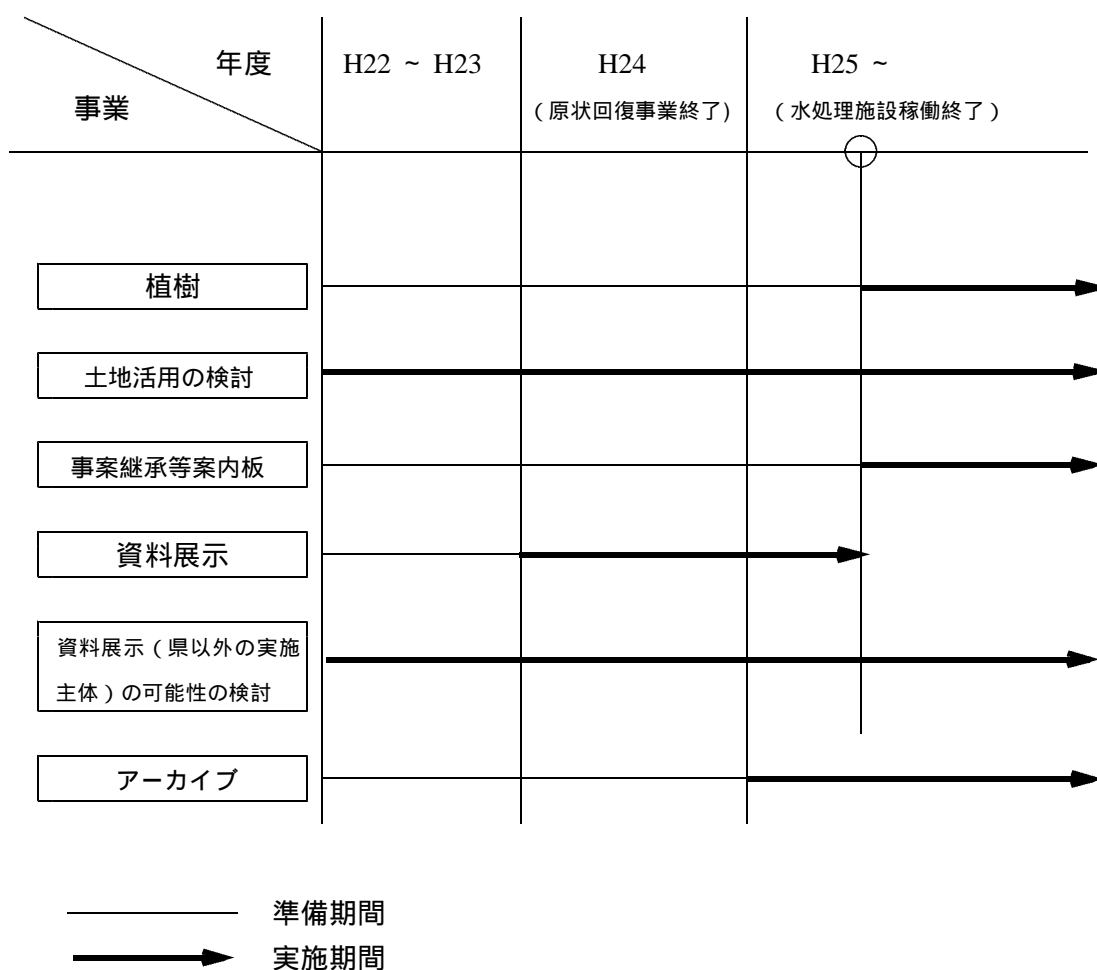 年度
事業
H22 ~ H23
H24
(原状回復事業終了)
H25 ~
(水処理施設稼働終了)
植樹
土地活用の検討
事案継承等案内板
資料展示
資料展示(県以外の実施
主体)の可能性の検討
アーカイブ
準備期間
実施期間